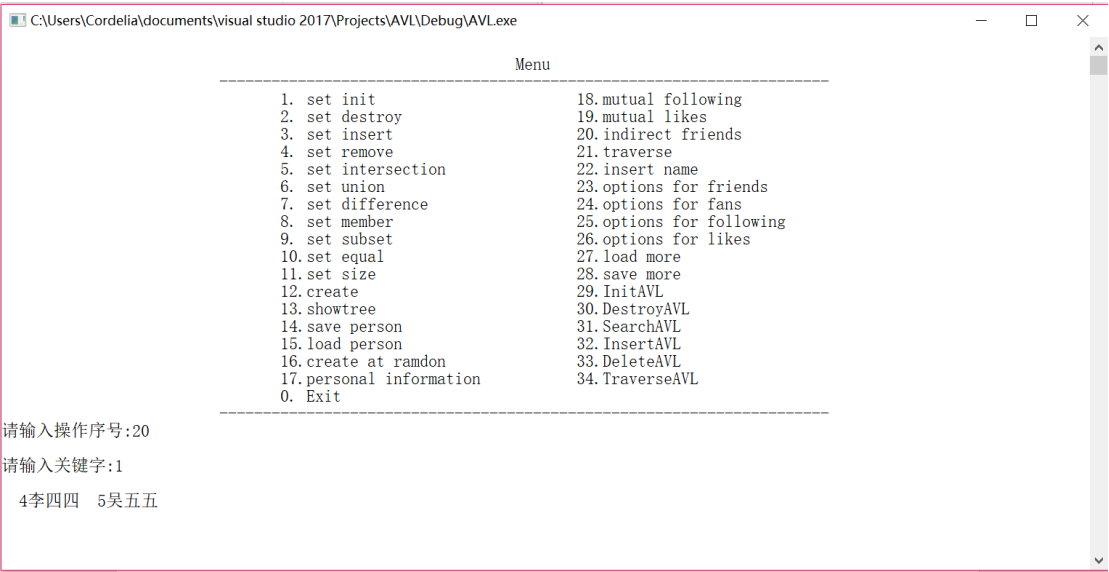 C:\Users\Cordelia\documents\visual studio 2017\Projects\AVL\Debug\AVL.exe
Menu
1. set init 18.mutual following
2. set destroy 19.mutual likes
3. set insert 20.indirect friends
4. set remove 21.traverse
5. set intersection 22.insert name
6. set union 23.options for friends
7. set difference 24.options for fans
8. set member 25.options for following
9. set subset 26.options for likes
10.set equal 27.load more
11.set size 28.save more
12.create 29.InitAVL
13.showtree 30.DestroyAVL
14.save person 31.SearchAVL
15.load person 32.InsertAVL
16.create at ramdon 33.DeleteAVL
17.personal information 34.TraverseAVL
0. Exit
请输入操作序号:20
请输入关键字:1
4李四四 5吴五五